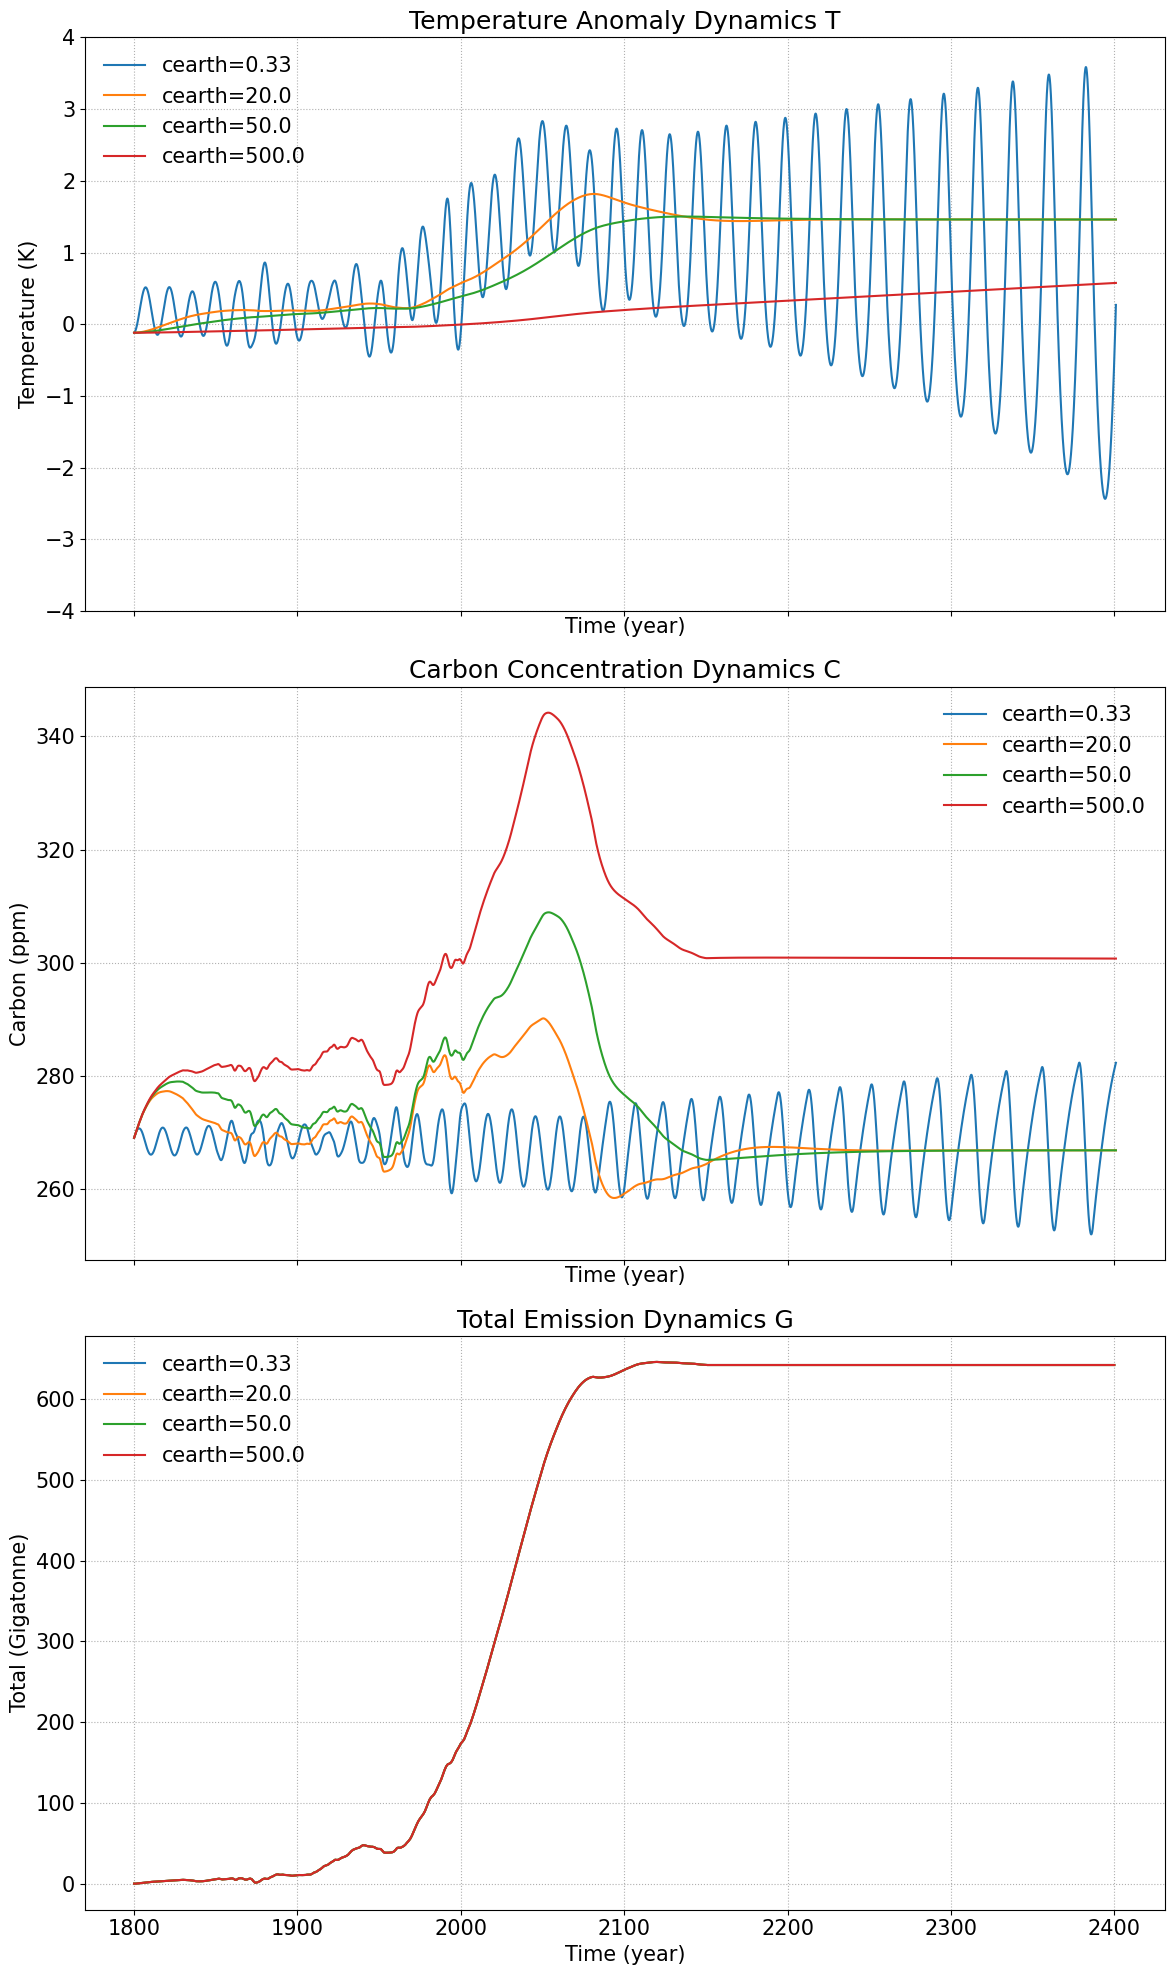 Temperature Anomaly Dynamics T
4
3
2
1
0
−1
−2
−3
−4
Temperature (K)
cearth=0.33
cearth=20.0
cearth=50.0
cearth=500.0
Time (year)
Carbon Concentration Dynamics C
340
320
300
280
260
Carbon (ppm)
cearth=0.33
cearth=20.0
cearth=50.0
cearth=500.0
Time (year)
Total Emission Dynamics G
600
500
400
300
200
100
0
Total (Gigatonne)
cearth=0.33
cearth=20.0
cearth=50.0
cearth=500.0
1800 1900 2000 2100 2200 2300 2400
Time (year)